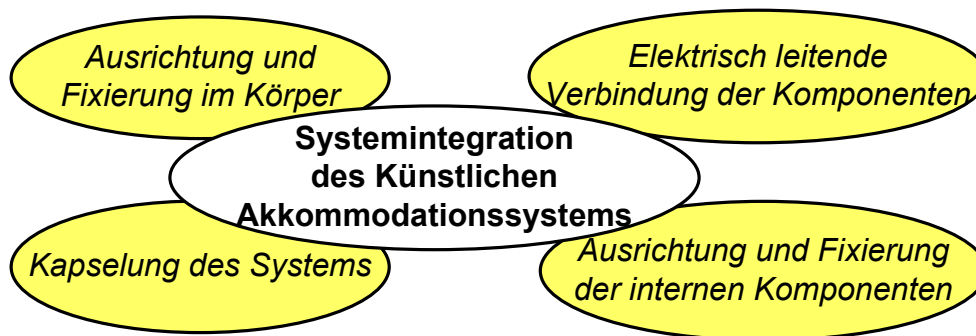 Ausrichtung und
Fixierung im Körper
Elektrisch leitende
Verbindung der Komponenten
Systemintegration
des Künstlichen
Akkommodationssystems
Kapselung des Systems
Ausrichtung und Fixierung
der internen Komponenten